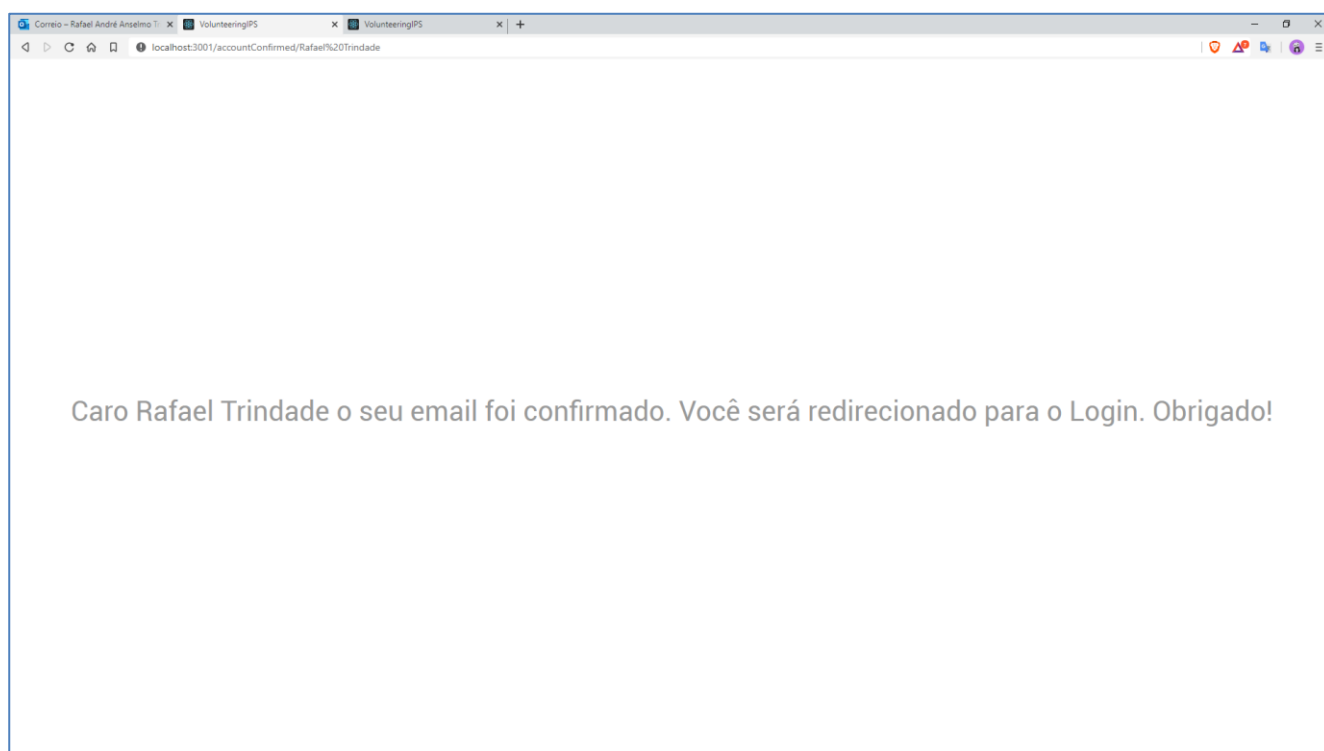 Correio – Rafael André Anselmo Tr
VolunteeringIPS
VolunteeringIPS
localhost:3001/accountConfirmed/Rafael%20Trindade
Caro Rafael Trindade o seu email foi confirmado. Você será redirecionado para o Login. Obrigado!